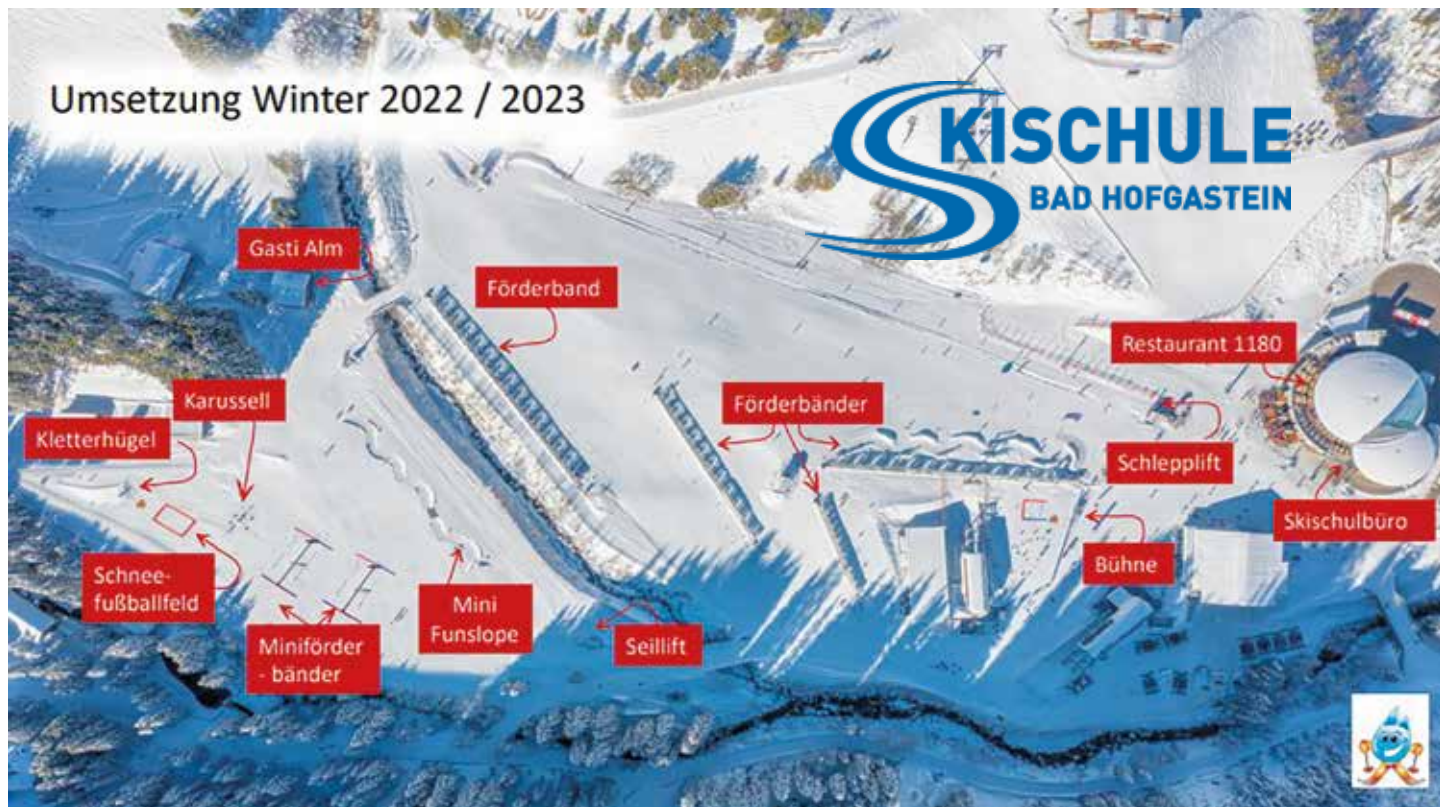 Umsetzung Winter 2022 / 2023
SKISCHULE
BAD HOFGASTEIN
Gasti Alm
Förderband
Restaurant 1180
Karussell
Förderbänder
Kletterhügel
Schlepplift
Skischulbüro
Schnee-
fußballfeld
Mini
Funslope
Bühne
Miniförder
- bänder
Seillift